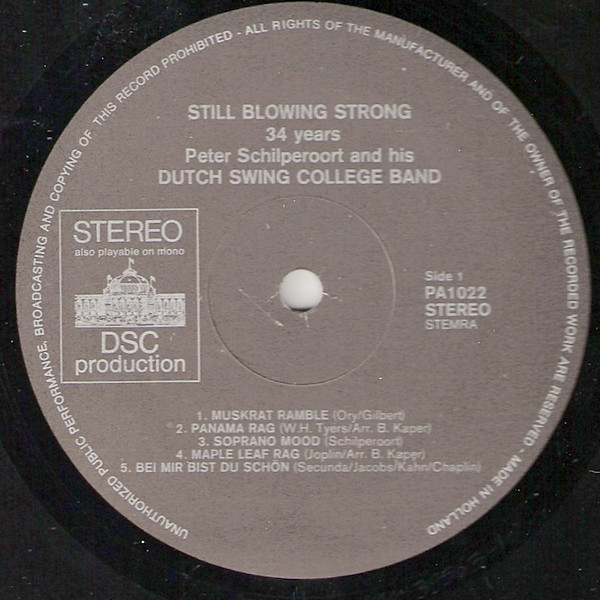 UNAUTHORIZED PUBLIC PERFORMANCE, BROADCASTING AND COPYING OF THIS RECORD PROHIBITED - ALL RIGHTS OF THE MANUFACTURER AND OF THE OWNER OF THE RECORDED WORK ARE RESERVED - MADE IN HOLLAND
STILL BLOWING STRONG
34 years
Peter Schilperoort and his
DUTCH SWING COLLEGE BAND
STEREO
also playable on mono
DSC
production
Side 1
PA1022
STEREO
STEMRA
1. MUSKRAT RAMBLE (Ory/Gilbert)
2. PANAMA RAG (W.H. Tyers/Arr. B. Kaper)
3. SOPRANO MOOD (Schilperoort)
4. MAPLE LEAF RAG (Joplin/Arr. B. Kaper)
5. BEI MIR BIST DU SCHÖN (Secunda/Jacobs/Kahn/Chaplin)